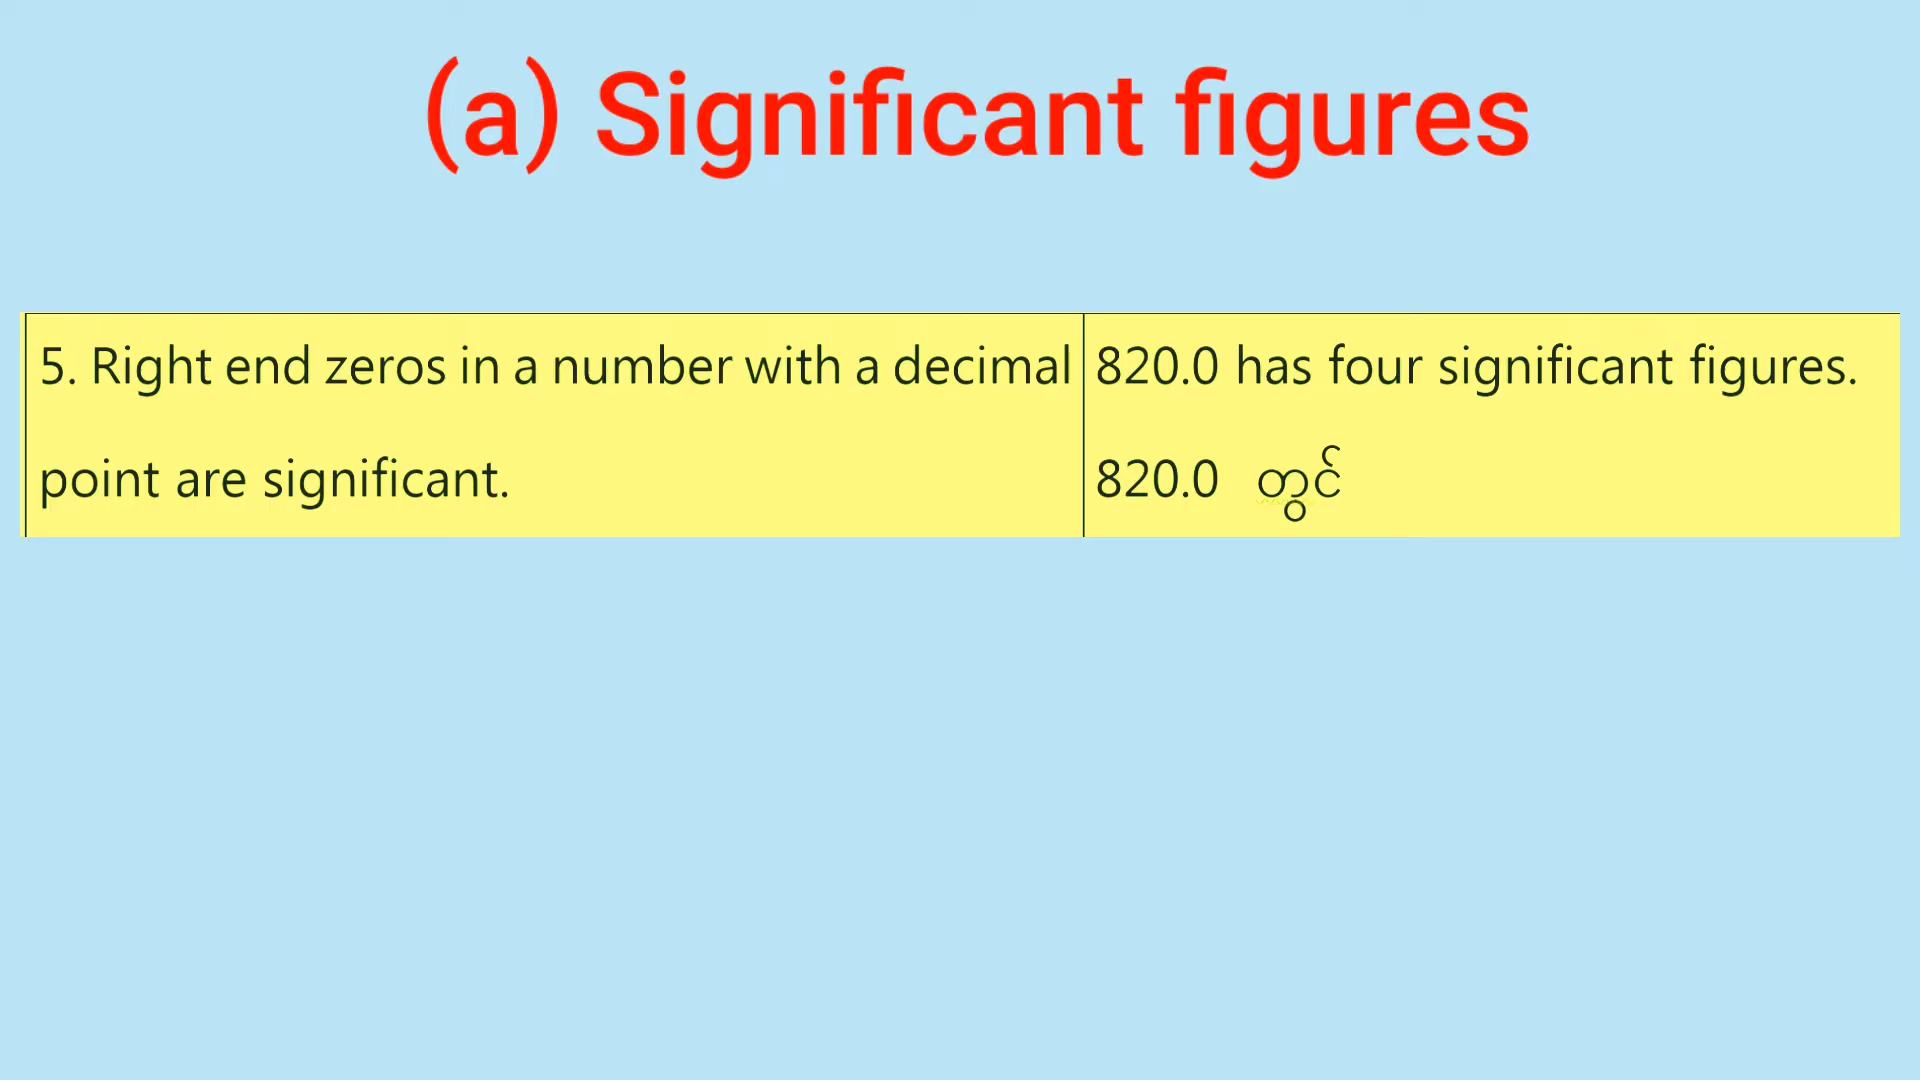 (a) Significant figures
5. Right end zeros in a number with a decimal
point are significant.
820.0 has four significant figures.
820.0 တွင်